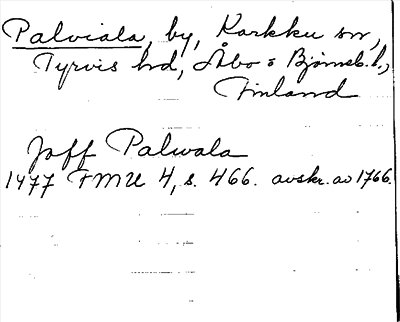 Palviala, by, Karkku sn,
Tyrvis hd, Åbo o Björneb. l.,
Finland
Joff Palwala
1477 FMU 4, s. 466. avskr. av 1766.